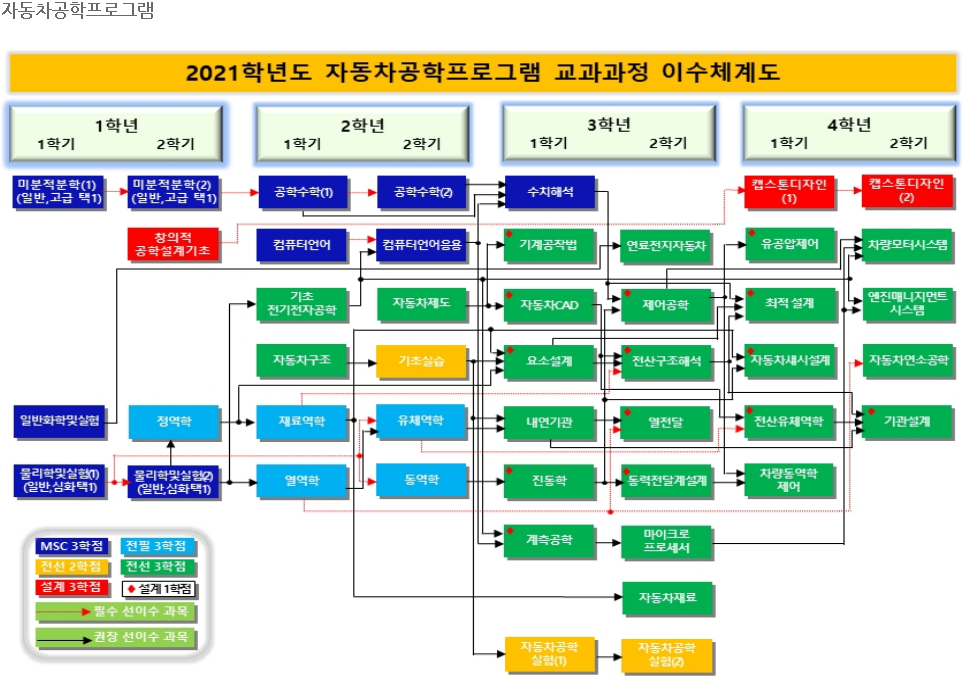 자동차공학프로그램
2021학년도 자동차공학프로그램 교과과정 이수체계도
1학년
1학기 2학기
2학년
1학기 2학기
3학년
1학기 2학기
4학년
1학기 2학기
미분적분학(1)
(일반,고급 택1)
미분적분학(2)
(일반,고급 택1)
공학수학(1)
공학수학(2)
수치해석
캡스톤디자인
(1)
캡스톤디자인
(2)
창의적
공학설계기초
컴퓨터언어
컴퓨터언어응용
기계공작법
연료전지자동차
유공압제어
차량모터시스템
기초
전기전자공학
자동차제도
자동차CAD
제어공학
최적 설계
엔진매니지먼트
시스템
자동차구조
기초실습
요소설계
전산구조해석
자동차섀시설계
자동차연소공학
일반화학및실험
정역학
재료역학
유체역학
내연기관
열전달
전산유체역학
기관설계
물리학및실험(1)
(일반,심화택1)
물리학및실험(2)
(일반,심화택1)
열역학
동역학
진동학
동력전달계설계
차량동역학
제어
계측공학
마이크로
프로세서
자동차재료
자동차공학
실험(1)
자동차공학
실험(2)
MSC 3학점
전필 3학점
전선 2학점
전선 3학점
설계 3학점
설계 1학점
필수 선이수 과목
권장 선이수 과목